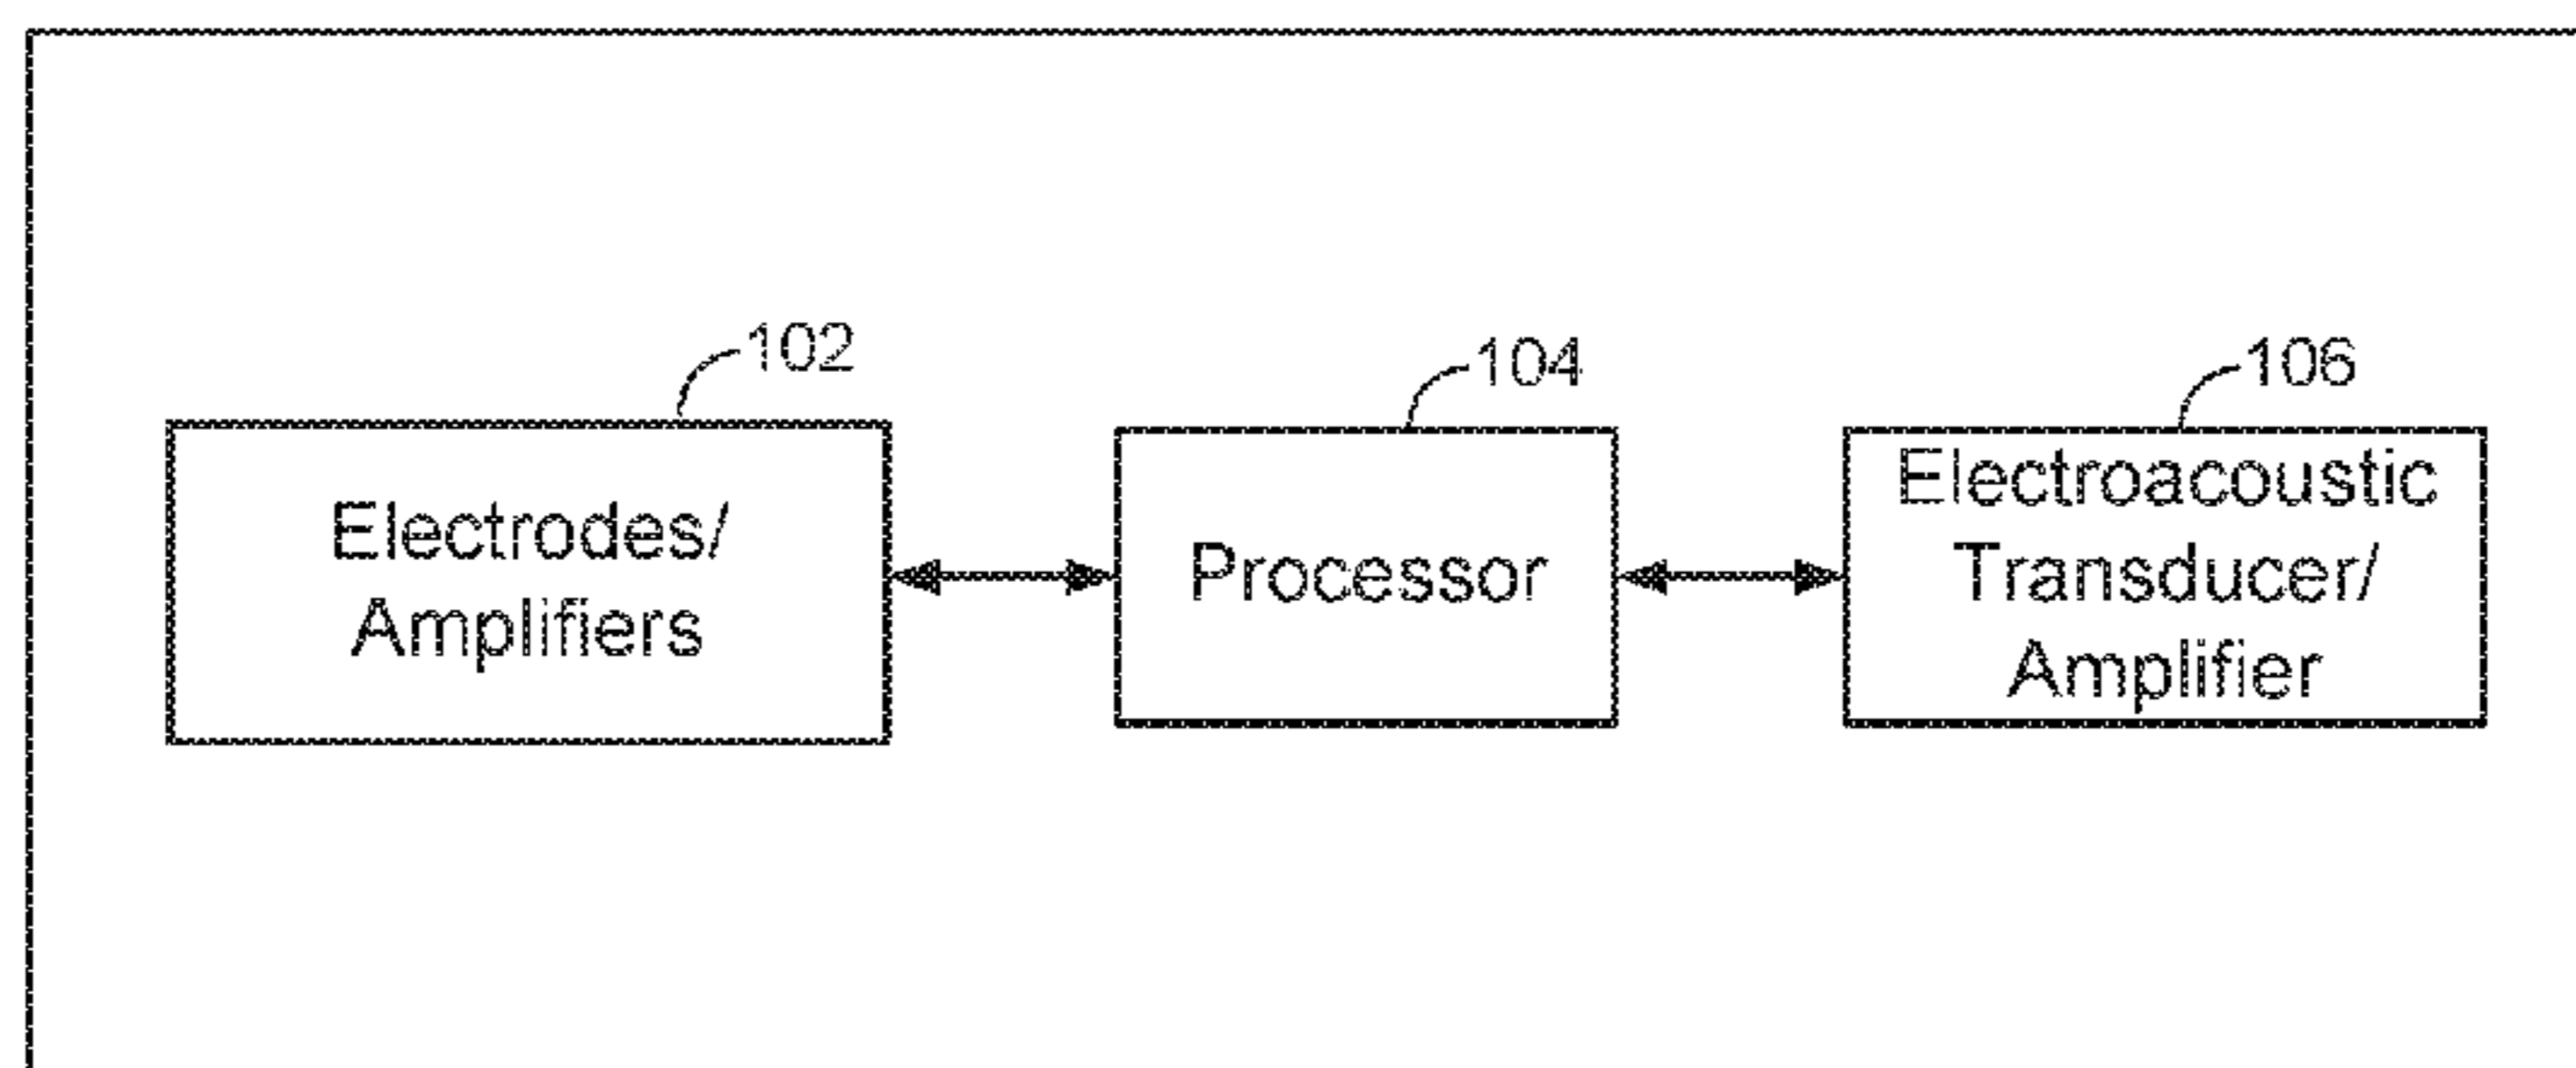 102
104
106
Electrodes/
Amplifiers
Processor
Electroacoustic
Transducer/
Amplifier